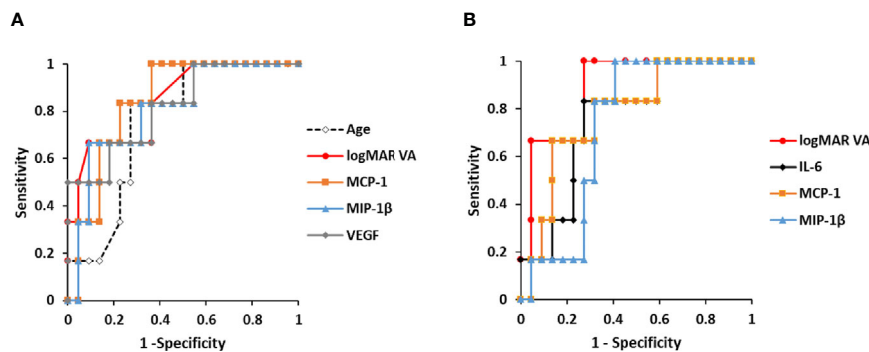 A
Sensitivity
1
0.8
0.6
0.4
0.2
0
0 0.2 0.4 0.6 0.8 1
1 -Specificity
Age
logMAR VA
MCP-1
MIP-1β
VEGF
B
Sensitivity
1
0.8
0.6
0.4
0.2
0
0 0.2 0.4 0.6 0.8 1
1 - Specificity
logMAR VA
IL-6
MCP-1
MIP-1β